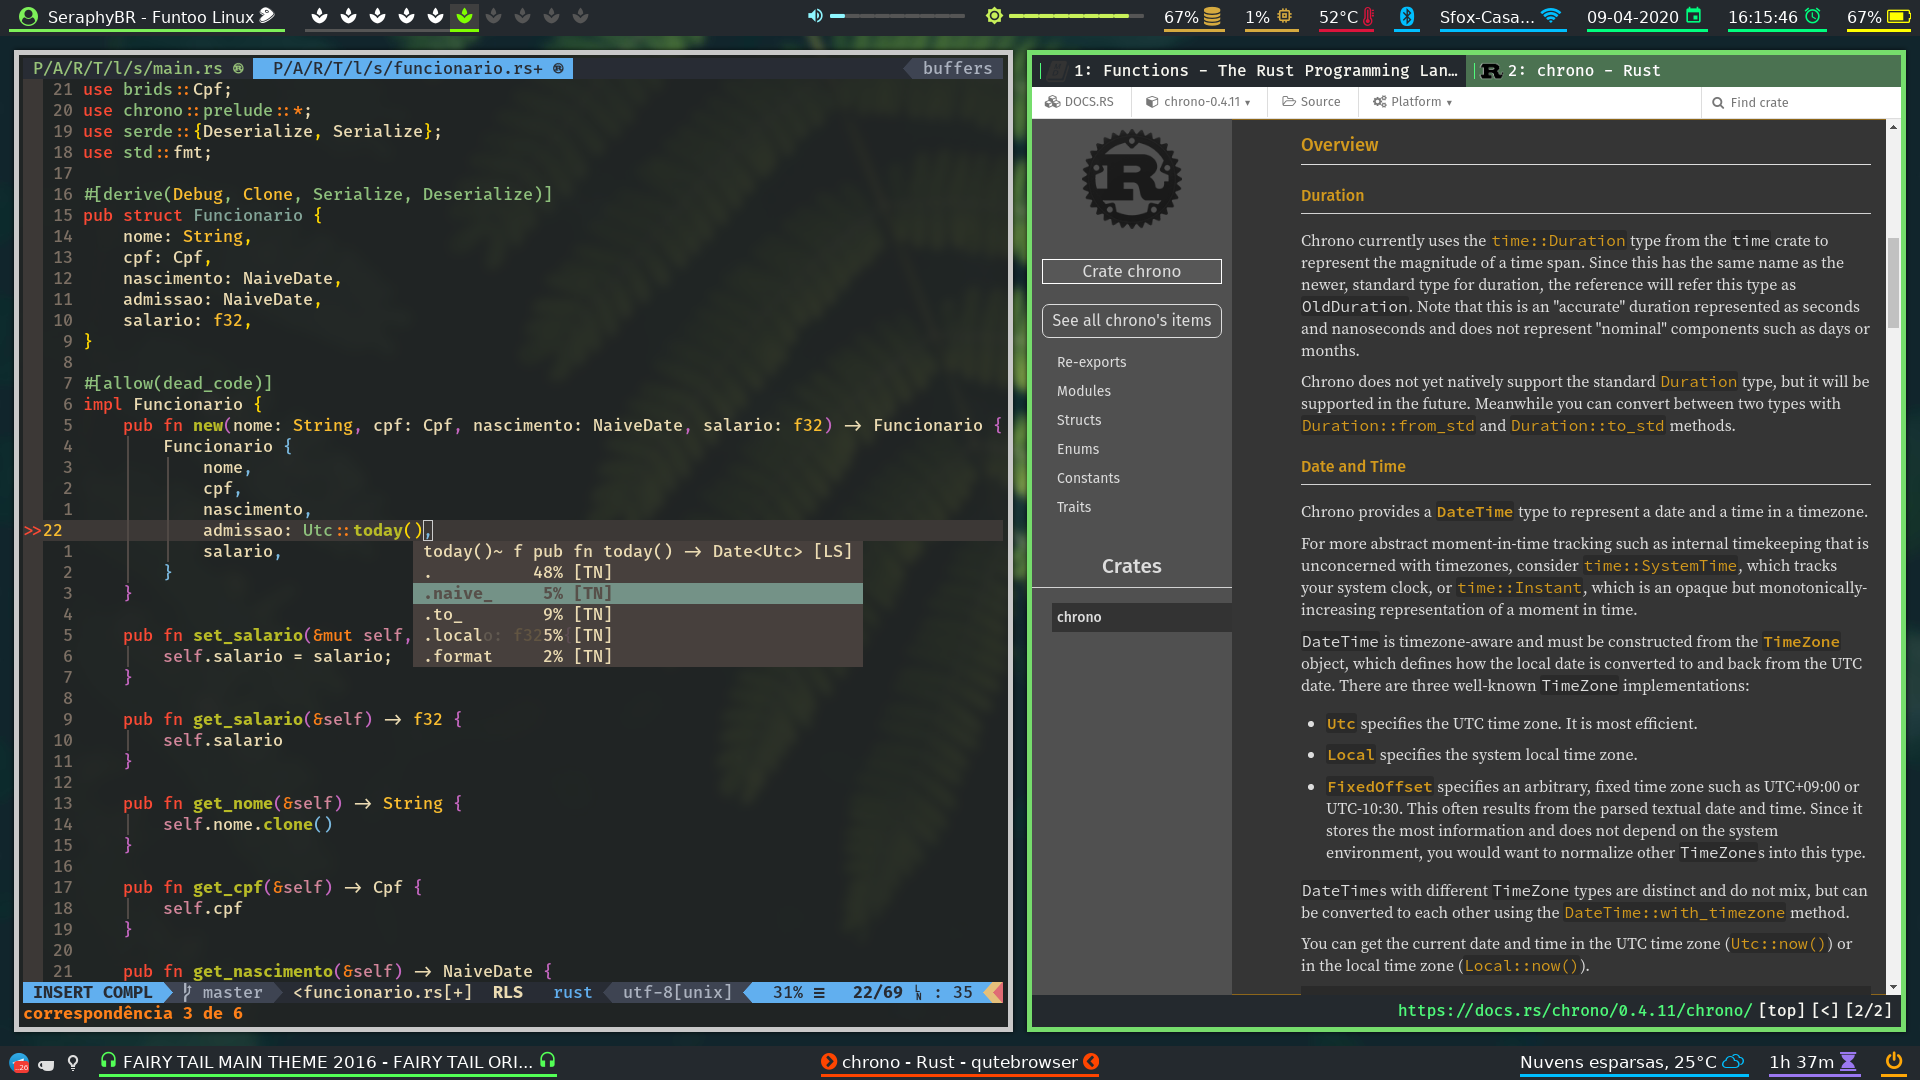 SeraphyBR - Funtoo Linux
67%
1%
52°C
Sfox-Casa...
09-04-2020
16:15:46
67%
P/A/R/T/l/s/main.rs
P/A/R/T/l/s/funcionario.rs+
buffers
21 use brids::Cpf;
20 use chrono::prelude::*;
19 use serde::{Deserialize, Serialize};
18 use std::fmt;
17
16 #[derive(Debug, Clone, Serialize, Deserialize)]
15 pub struct Funcionario {
14     nome: String,
13     cpf: Cpf,
12     nascimento: NaiveDate,
11     admissao: NaiveDate,
10     salario: f32,
9 }
8
7 #[allow(dead_code)]
6 impl Funcionario {
5     pub fn new(nome: String, cpf: Cpf, nascimento: NaiveDate, salario: f32) -> Funcionario {
4         Funcionario {
3             nome,
2             cpf,
1             nascimento,
>>22             admissao: Utc::today(),
1             salario,
today()~ f pub fn today() -> Date<Utc> [LS]
2         }
. 48% [TN]
3     }
.naive_ 5% [TN]
4
.to_ 9% [TN]
5     pub fn set_salario(&mut self,
.local 5% [TN]
6         self.salario = salario;
.format 2% [TN]
7     }
8
9     pub fn get_salario(&self) -> f32 {
10         self.salario
11     }
12
13     pub fn get_nome(&self) -> String {
14         self.nome.clone()
15     }
16
17     pub fn get_cpf(&self) -> Cpf {
18         self.cpf
19     }
20
21     pub fn get_nascimento(&self) -> NaiveDate {
INSERT COMPL master <funcionario.rs[+] RLS rust utf-8[unix] 31% ☰ 22/69 : 35
correspondência 3 de 6
1: Functions - The Rust Programming Lan...
2: chrono - Rust
DOCS.RS
chrono-0.4.11
Source
Platform
Find crate
Crate chrono
See all chrono's items
Re-exports
Modules
Structs
Enums
Constants
Traits
Crates
chrono
Overview
Duration
Chrono currently uses the time::Duration type from the time crate to
represent the magnitude of a time span. Since this has the same name as the
newer, standard type for duration, the reference will refer this type as
OldDuration. Note that this is an "accurate" duration represented as seconds
and nanoseconds and does not represent "nominal" components such as days or
months.
Chrono does not yet natively support the standard Duration type, but it will be
supported in the future. Meanwhile you can convert between two types with
Duration::from_std and Duration::to_std methods.
Date and Time
Chrono provides a DateTime type to represent a date and a time in a timezone.
For more abstract moment-in-time tracking such as internal timekeeping that is
unconcerned with timezones, consider time::SystemTime, which tracks
your system clock, or time::Instant, which is an opaque but monotonically-
increasing representation of a moment in time.
DateTime is timezone-aware and must be constructed from the TimeZone
object, which defines how the local date is converted to and back from the UTC
date. There are three well-known TimeZone implementations:
• Utc specifies the UTC time zone. It is most efficient.
• Local specifies the system local time zone.
• FixedOffset specifies an arbitrary, fixed time zone such as UTC+09:00 or
UTC-10:30. This often results from the parsed textual date and time. Since it
stores the most information and does not depend on the system
environment, you would want to normalize other TimeZones into this type.
DateTimes with different TimeZone types are distinct and do not mix, but can
be converted to each other using the DateTime::with_timezone method.
You can get the current date and time in the UTC time zone (Utc::now()) or
in the local time zone (Local::now()).
https://docs.rs/chrono/0.4.11/chrono/ [top] [<] [2/2]
FAIRY TAIL MAIN THEME 2016 - FAIRY TAIL ORI...
chrono - Rust - qutebrowser
Nuvens esparsas, 25°C
1h 37m